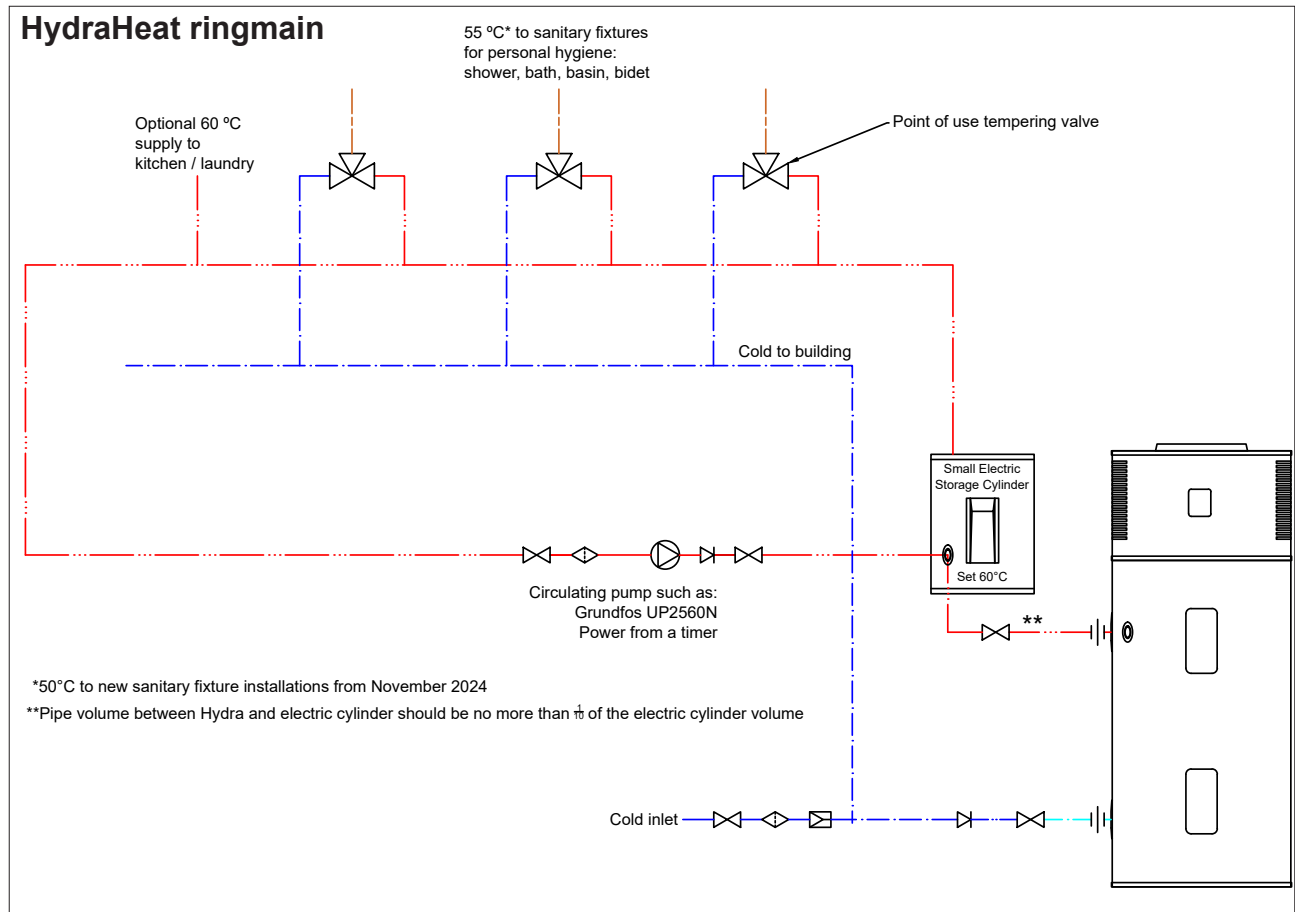 HydraHeat ringmain
55 ºC* to sanitary fixtures
for personal hygiene:
shower, bath, basin, bidet
Optional 60 ºC
supply to
kitchen / laundry
Point of use tempering valve
Cold to building
Small Electric
Storage Cylinder
Set 60°C
Circulating pump such as:
Grundfos UP2560N
Power from a timer
**
*50°C to new sanitary fixture installations from November 2024
**Pipe volume between Hydra and electric cylinder should be no more than 1/10 of the electric cylinder volume
Cold inlet